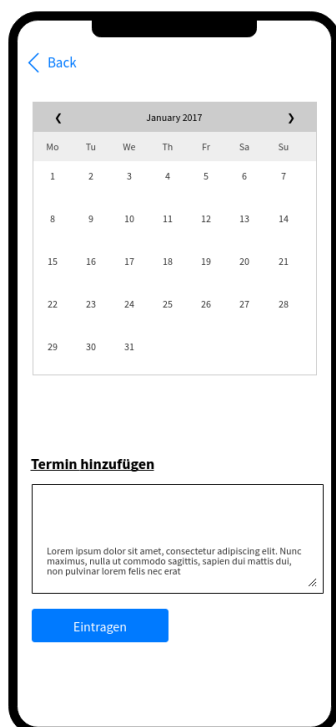 Back
❮ January 2017 ❯
Mo Tu We Th Fr Sa Su
1 2 3 4 5 6 7
8 9 10 11 12 13 14
15 16 17 18 19 20 21
22 23 24 25 26 27 28
29 30 31
Termin hinzufügen
Lorem ipsum dolor sit amet, consectetur adipiscing elit. Nunc
maximus, nulla ut commodo sagittis, sapien dui mattis dui,
non pulvinar lorem felis nec erat
Eintragen